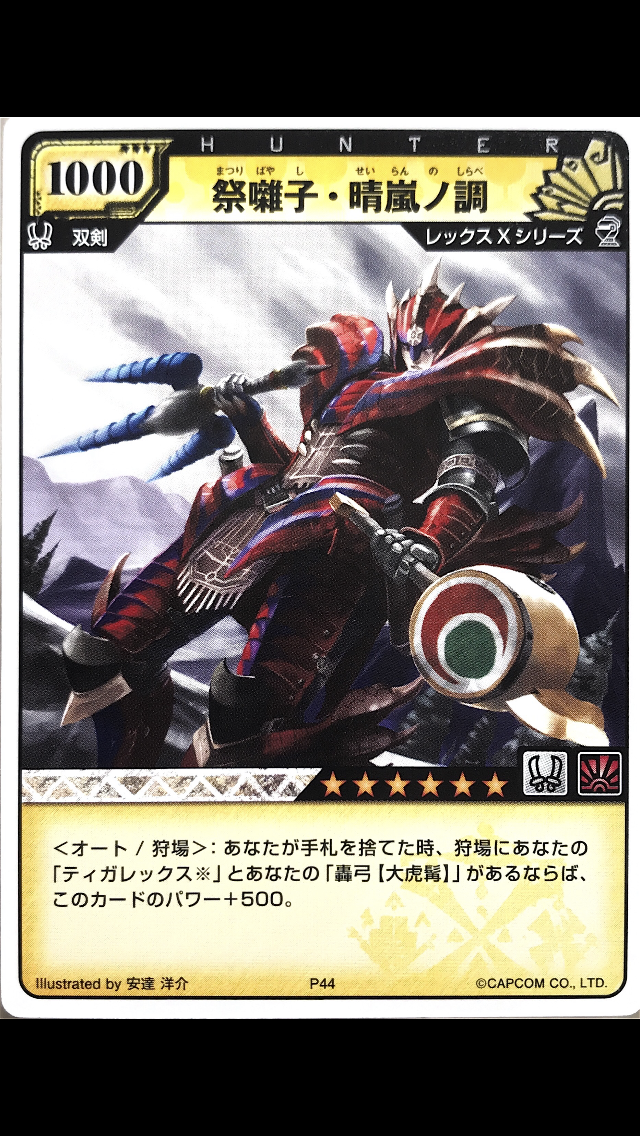 HUNTER
1000
まつり ばや し せい らん の しらべ
祭囃子・晴嵐ノ調
双剣
レックスXシリーズ
<オート / 狩場>:あなたが手札を捨てた時、狩場にあなたの
「ティガレックス※」とあなたの「轟弓【大虎髯】」があるならば、
このカードのパワー+500。
Illustrated by 安達 洋介
P44
©CAPCOM CO., LTD.